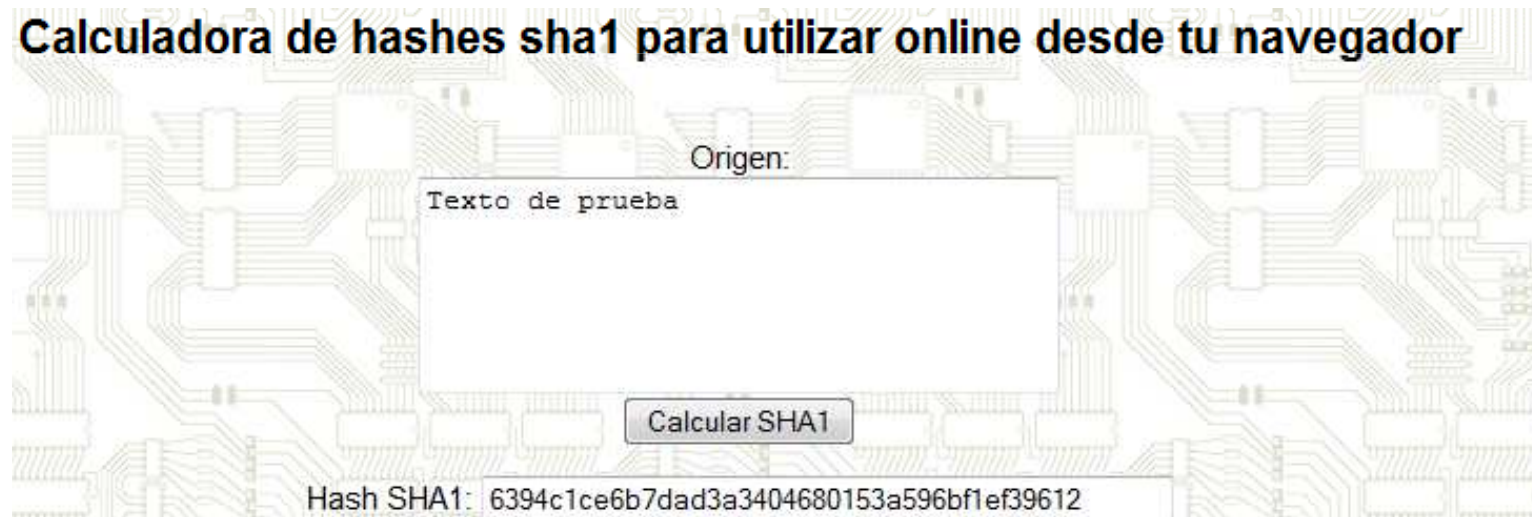 Calculadora de hashes sha1 para utilizar online desde tu navegador
Origen:
Texto de prueba
Calcular SHA1
Hash SHA1: 6394c1ce6b7dad3a3404680153a596bf1ef39612